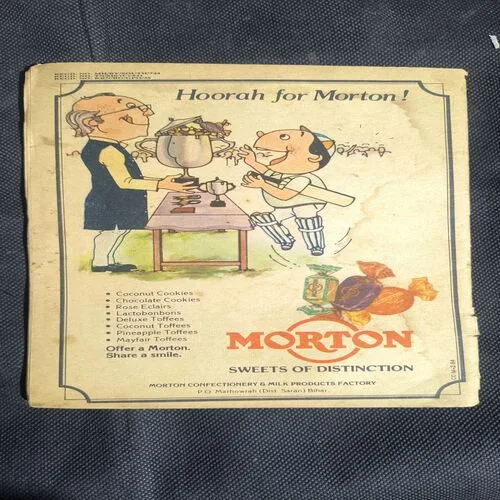 Hoorah for Morton!
• Coconut Cookies
• Chocolate Cookies
• Rose Eclairs
• Lactobonbons
• Deluxe Toffees
• Coconut Toffees
• Pineapple Toffees
• Mayfair Toffees
Offer a Morton.
Share a smile.
MORTON
SWEETS OF DISTINCTION
MORTON CONFECTIONERY & MILK PRODUCTS FACTORY
P.O. Marhowrah (Dist. Saran) Bihar.